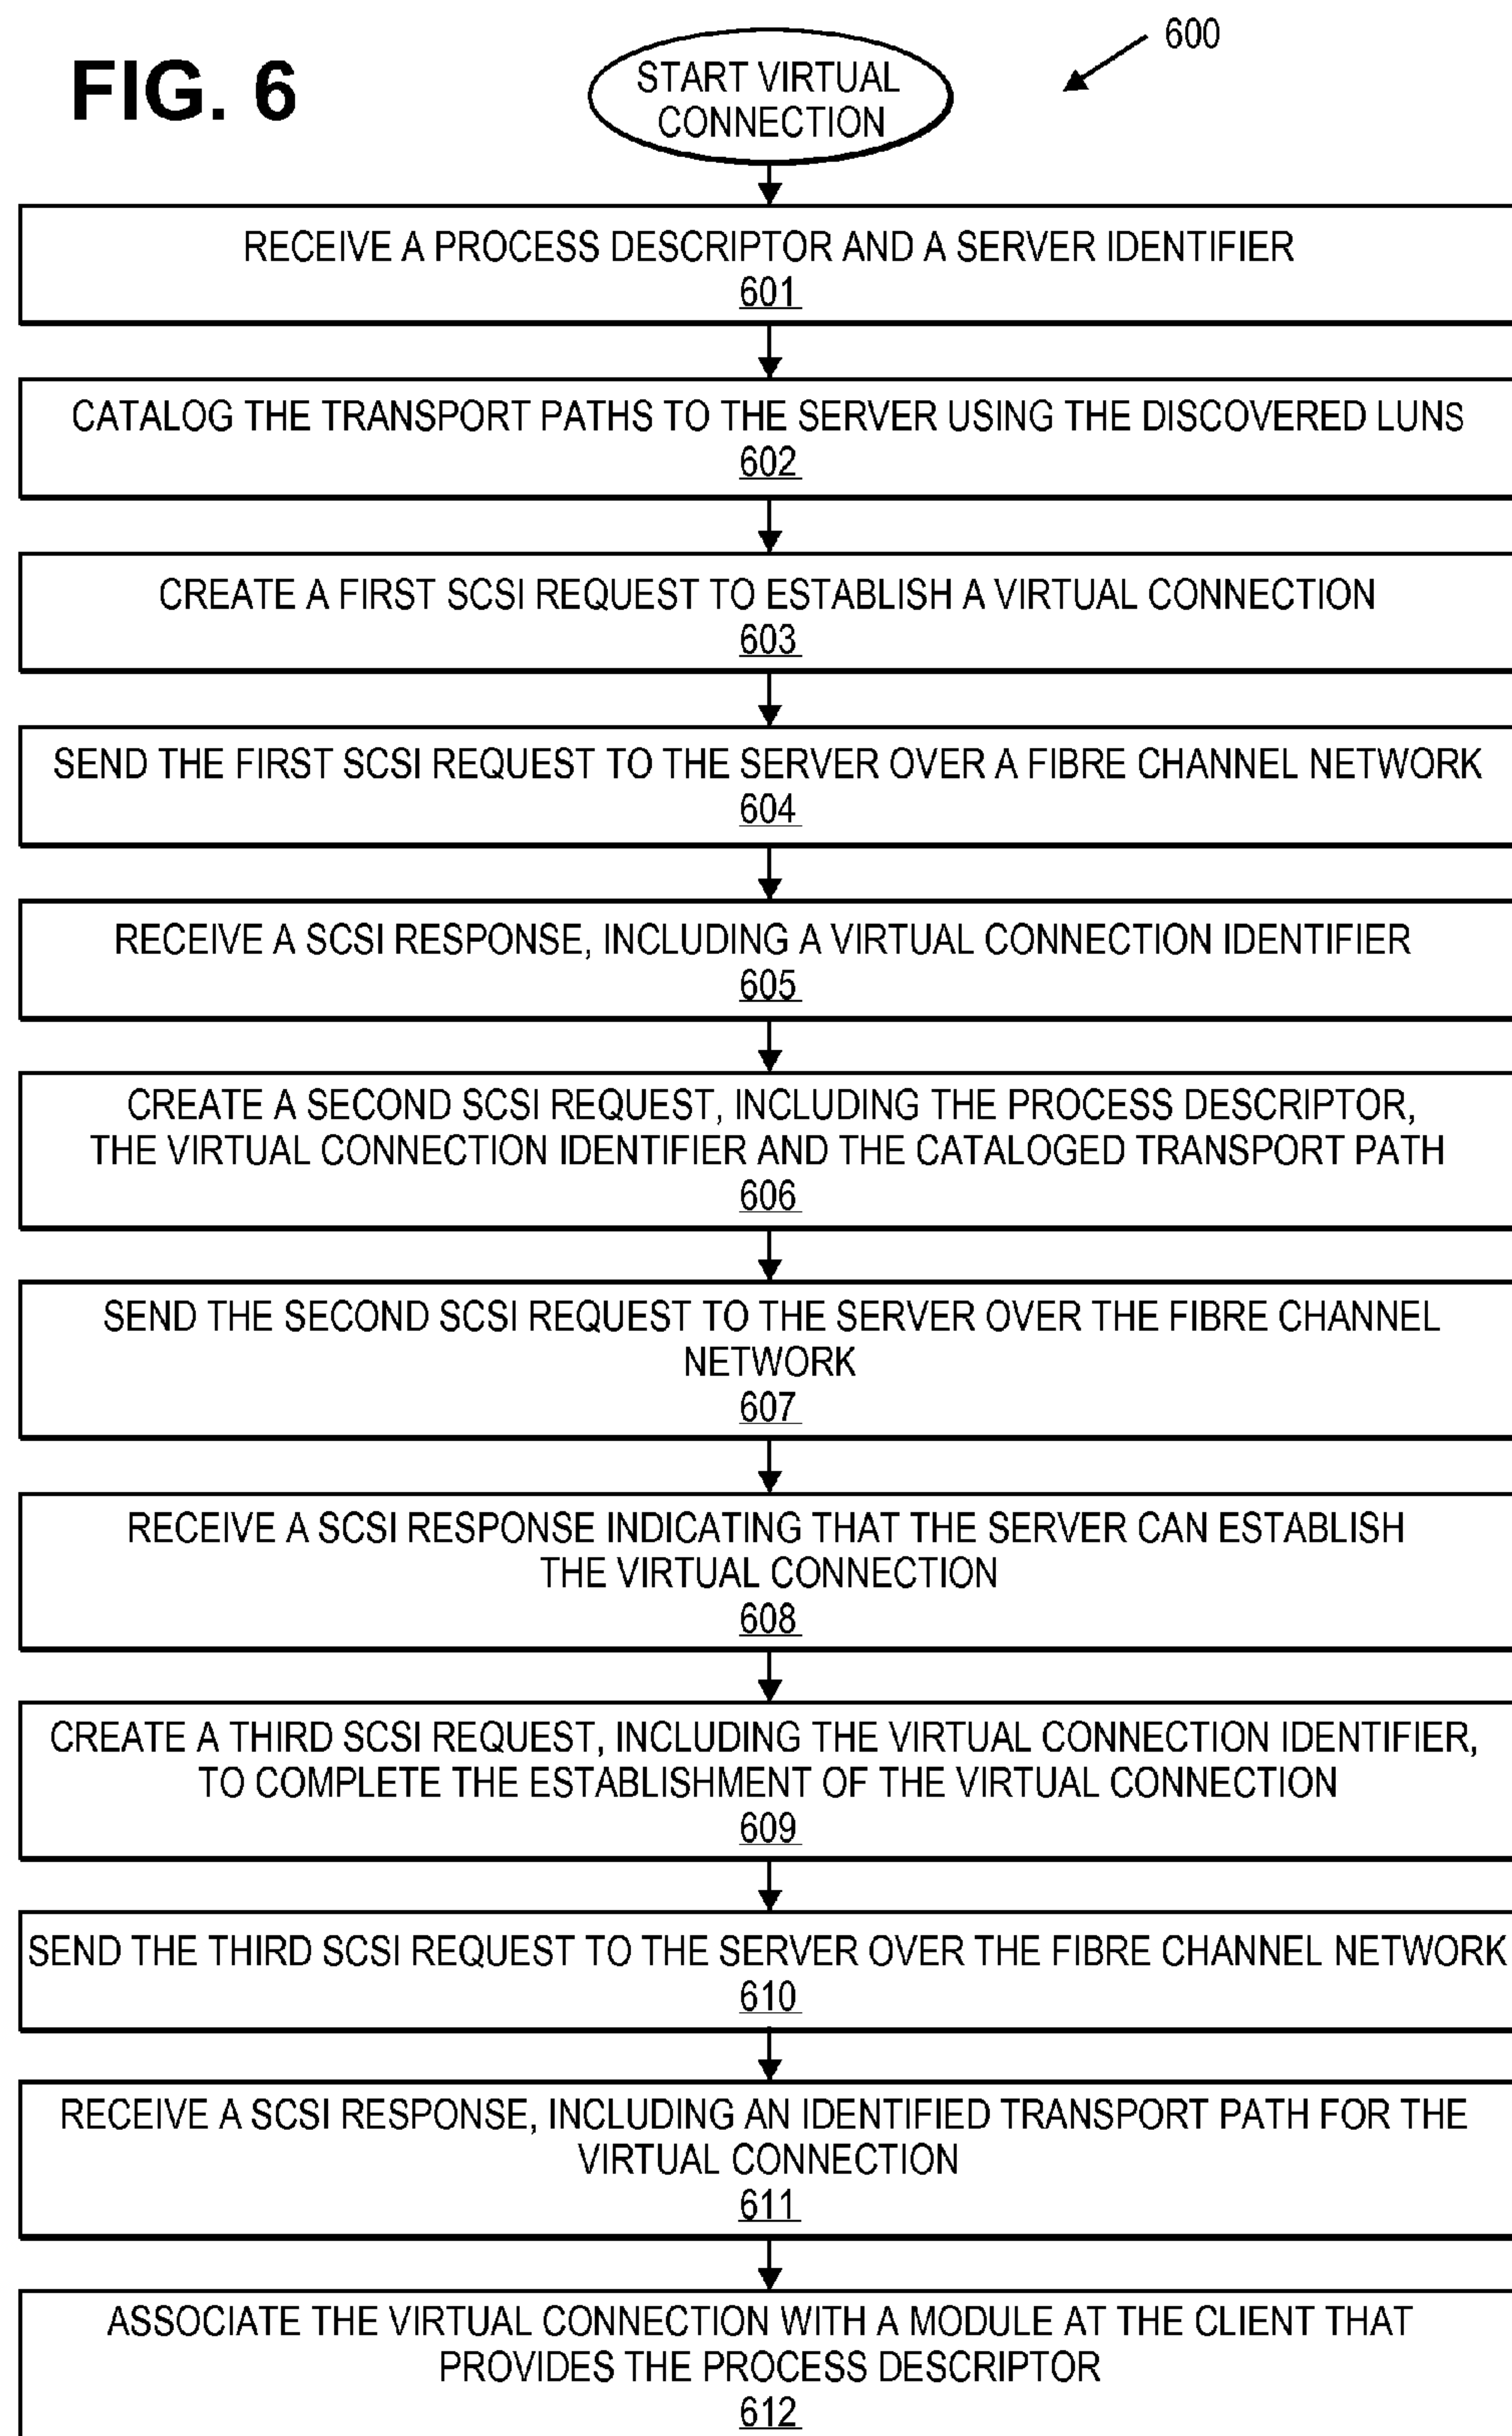 FIG. 6
600
START VIRTUAL
CONNECTION
RECEIVE A PROCESS DESCRIPTOR AND A SERVER IDENTIFIER
601
CATALOG THE TRANSPORT PATHS TO THE SERVER USING THE DISCOVERED LUNS
602
CREATE A FIRST SCSI REQUEST TO ESTABLISH A VIRTUAL CONNECTION
603
SEND THE FIRST SCSI REQUEST TO THE SERVER OVER A FIBRE CHANNEL NETWORK
604
RECEIVE A SCSI RESPONSE, INCLUDING A VIRTUAL CONNECTION IDENTIFIER
605
CREATE A SECOND SCSI REQUEST, INCLUDING THE PROCESS DESCRIPTOR,
THE VIRTUAL CONNECTION IDENTIFIER AND THE CATALOGED TRANSPORT PATH
606
SEND THE SECOND SCSI REQUEST TO THE SERVER OVER THE FIBRE CHANNEL
NETWORK
607
RECEIVE A SCSI RESPONSE INDICATING THAT THE SERVER CAN ESTABLISH
THE VIRTUAL CONNECTION
608
CREATE A THIRD SCSI REQUEST, INCLUDING THE VIRTUAL CONNECTION IDENTIFIER,
TO COMPLETE THE ESTABLISHMENT OF THE VIRTUAL CONNECTION
609
SEND THE THIRD SCSI REQUEST TO THE SERVER OVER THE FIBRE CHANNEL NETWORK
610
RECEIVE A SCSI RESPONSE, INCLUDING AN IDENTIFIED TRANSPORT PATH FOR THE
VIRTUAL CONNECTION
611
ASSOCIATE THE VIRTUAL CONNECTION WITH A MODULE AT THE CLIENT THAT
PROVIDES THE PROCESS DESCRIPTOR
612